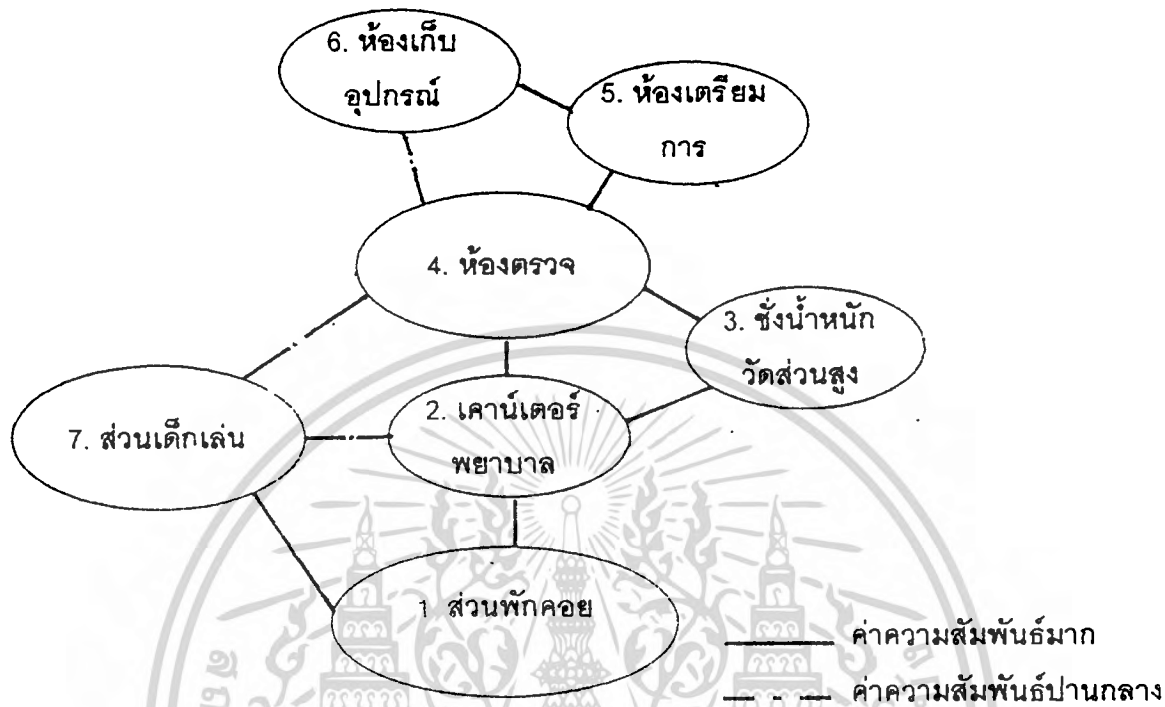 6. ห้องเก็บ
อุปกรณ์
5. ห้องเตรียม
การ
4. ห้องตรวจ
3. ชั่งน้ำหนัก
วัดส่วนสูง
2. เคาน์เตอร์
พยาบาล
7. ส่วนเด็กเล่น
1 ส่วนพักคอย
ค่าความสัมพันธ์มาก
ค่าความสัมพันธ์ปานกลาง